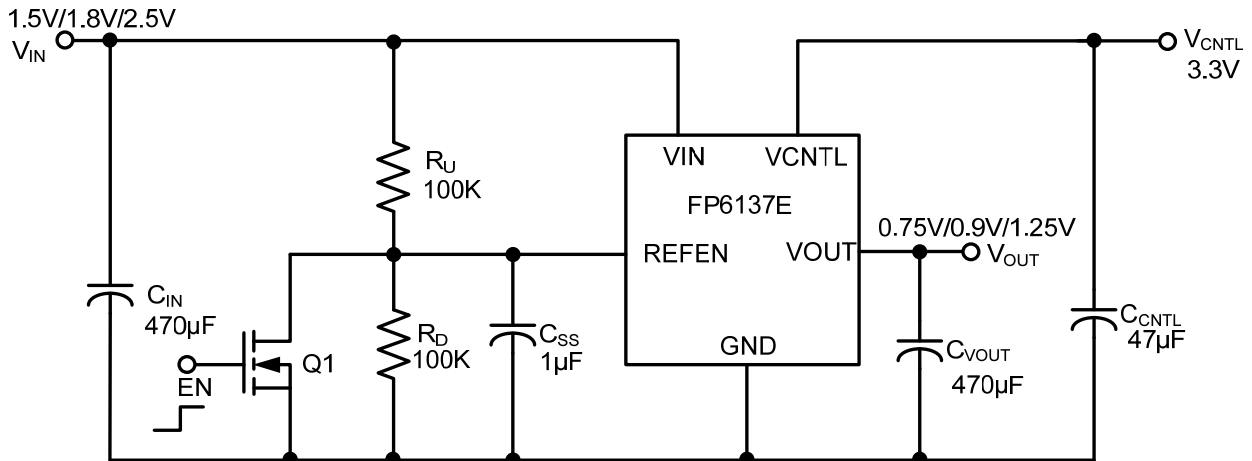 1.5V/1.8V/2.5V
VIN
VCNTL
3.3V
RU
100K
VIN
VCNTL
FP6137E
REFEN
VOUT
GND
0.75V/0.9V/1.25V
VOUT
CIN
470µF
EN
Q1
RD
100K
CSS
1µF
CVOUT
470µF
CCNTL
47µF